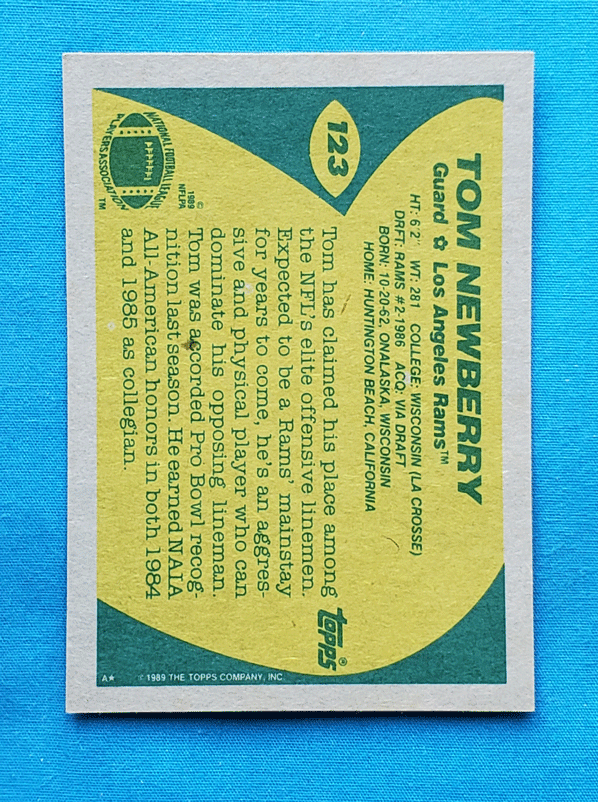 123
TOM NEWBERRY
Guard ✩ Los Angeles Rams™
HT: 6'2" WT: 281 COLLEGE: WISCONSIN (LA CROSSE)
DRFT: RAMS #2-1986 ACQ: VIA DRAFT
BORN: 10-20-62, ONALASKA, WISCONSIN
HOME: HUNTINGTON BEACH, CALIFORNIA
Tom has claimed his place among
the NFL's elite offensive linemen.
Expected to be a Rams' mainstay
for years to come, he's an aggres-
sive and physical player who can
dominate his opposing lineman.
Tom was accorded Pro Bowl recog-
nition last season. He earned NAIA
All-American honors in both 1984
and 1985 as collegian.
topps®
NATIONAL FOOTBALL LEAGUE
PLAYERS ASSOCIATION
™
©
1989
NFLPA
A★ © 1989 THE TOPPS COMPANY, INC.